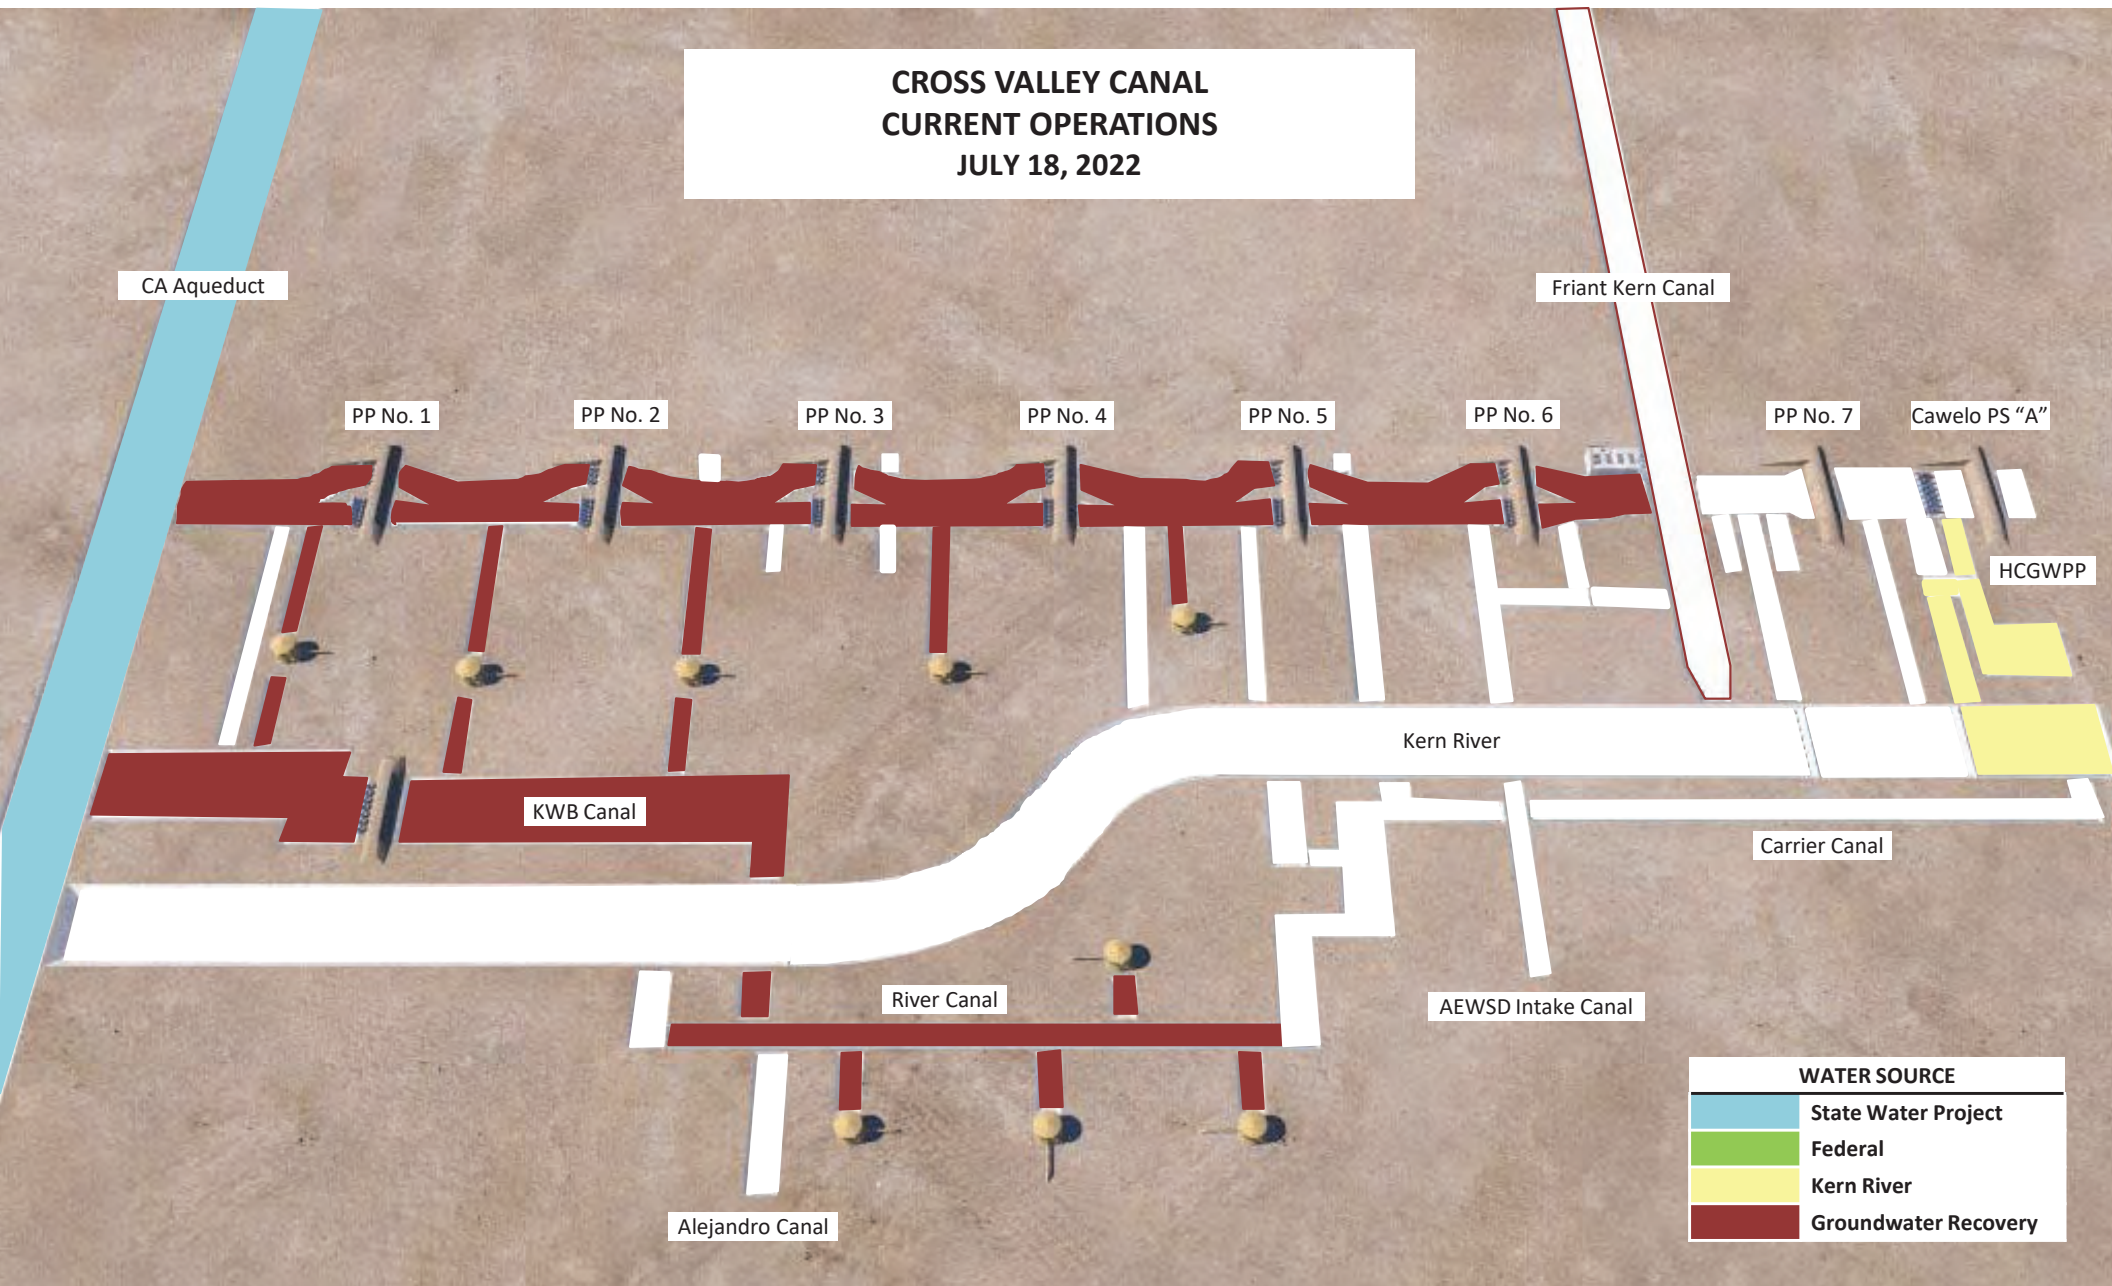 CROSS VALLEY CANAL
CURRENT OPERATIONS
JULY 18, 2022
CA Aqueduct
Friant Kern Canal
PP No. 1
PP No. 2
PP No. 3
PP No. 4
PP No. 5
PP No. 6
PP No. 7
Cawelo PS “A”
HCGWPP
Kern River
KWB Canal
Carrier Canal
River Canal
AEWSD Intake Canal
Alejandro Canal
WATER SOURCE
State Water Project
Federal
Kern River
Groundwater Recovery